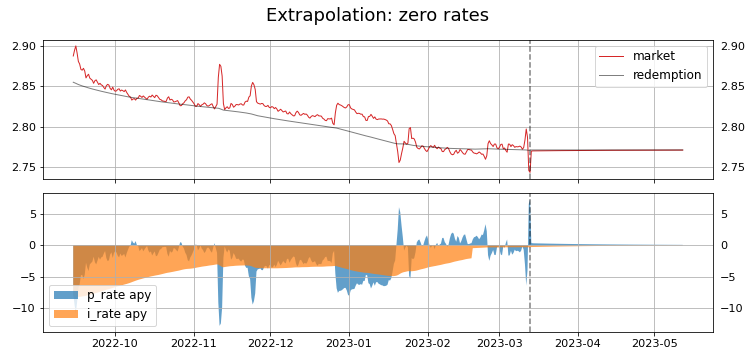 Extrapolation: zero rates
2.90
2.85
2.80
2.75
2.90
2.85
2.80
2.75
market
redemption
5
0
−5
−10
5
0
−5
−10
p_rate apy
i_rate apy
2022-10 2022-11 2022-12 2023-01 2023-02 2023-03 2023-04 2023-05